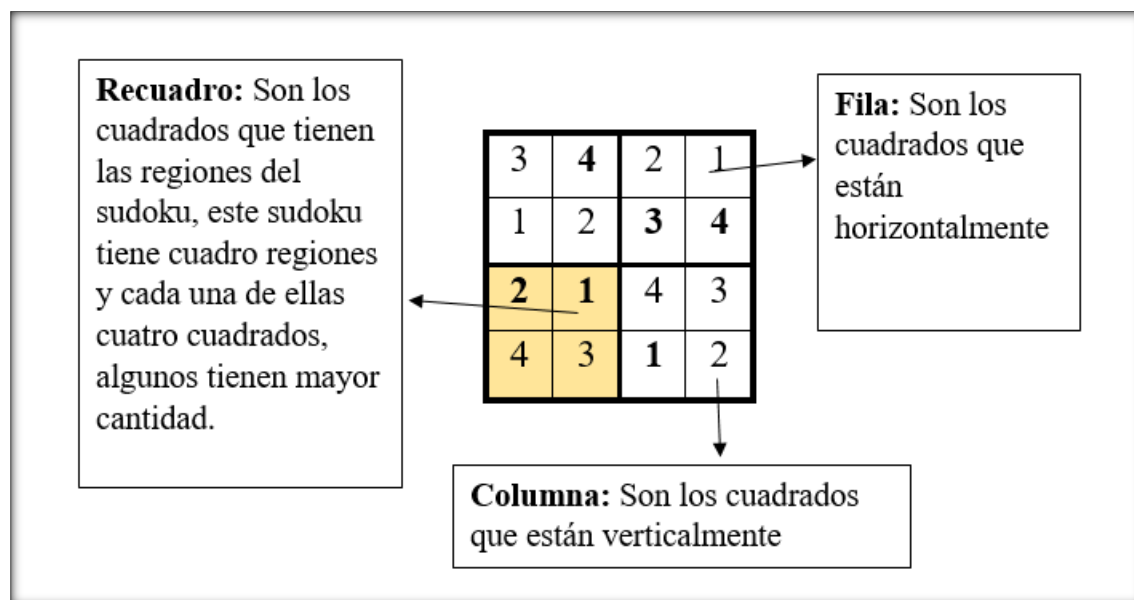 Recuadro: Son los
cuadrados que tienen
las regiones del
sudoku, este sudoku
tiene cuadro regiones
y cada una de ellas
cuatro cuadrados,
algunos tienen mayor
cantidad.
3 4 2 1
1 2 3 4
2 1 4 3
4 3 1 2
Fila: Son los
cuadrados que
están
horizontalmente
Columna: Son los cuadrados
que están verticalmente